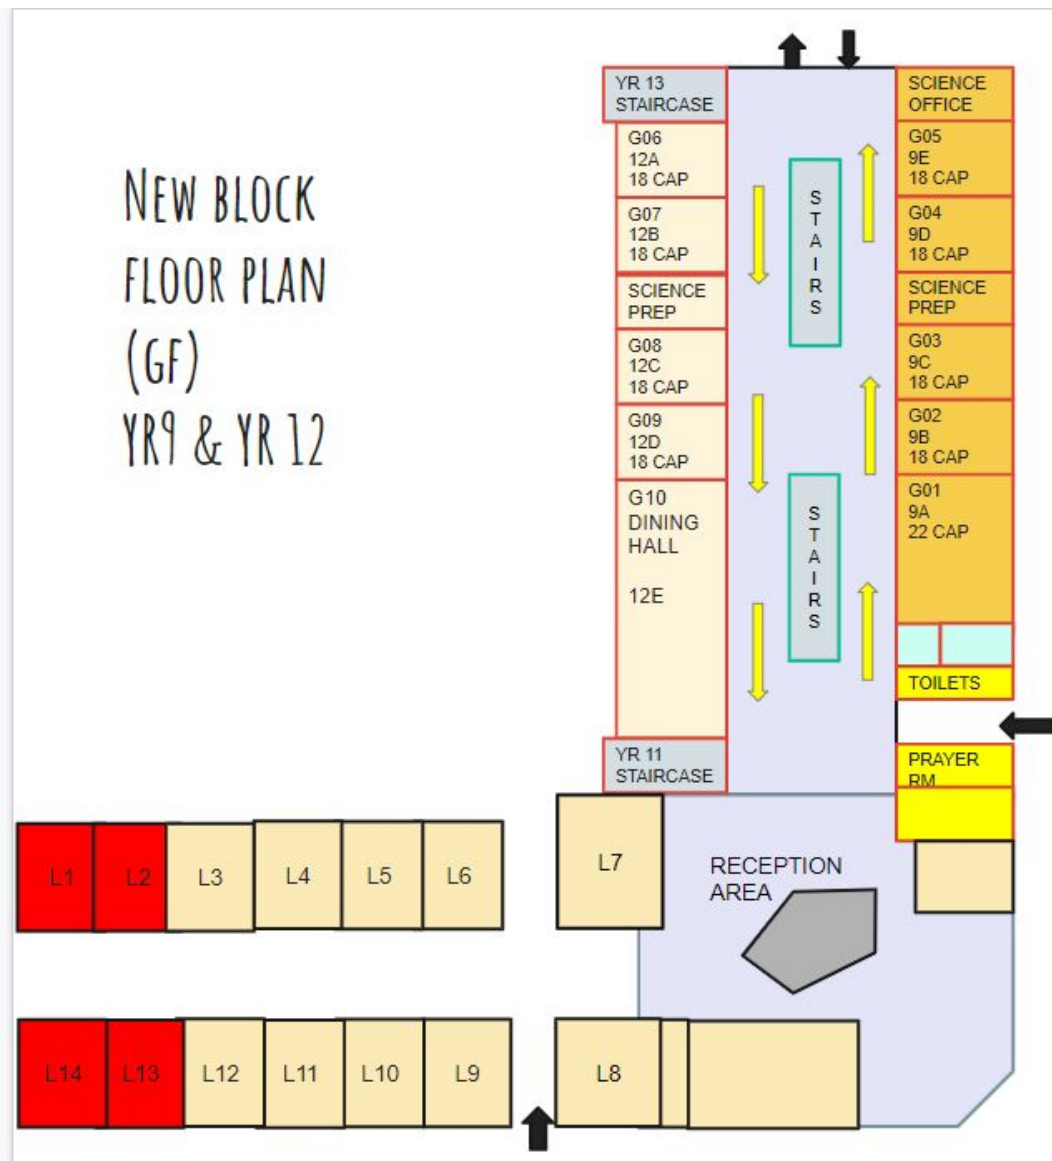 NEW BLOCK
FLOOR PLAN
(GF)
YR9 & YR 12
YR 13
STAIRCASE
G06
12A
18 CAP
G07
12B
18 CAP
SCIENCE
PREP
G08
12C
18 CAP
G09
12D
18 CAP
G10
DINING
HALL
12E
YR 11
STAIRCASE
STAIRS
STAIRS
SCIENCE
OFFICE
G05
9E
18 CAP
G04
9D
18 CAP
SCIENCE
PREP
G03
9C
18 CAP
G02
9B
18 CAP
G01
9A
22 CAP
TOILETS
PRAYER
RM
RECEPTION
AREA
L1 L2 L3 L4 L5 L6 L7
L14 L13 L12 L11 L10 L9 L8